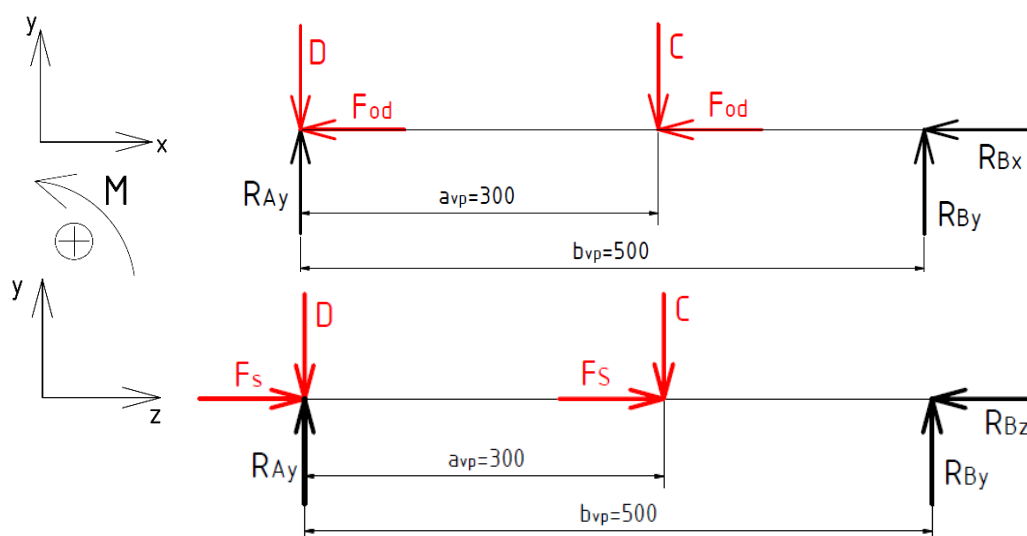 y
D
C
Fod
Fod
x
RBx
M
RAy
avp=300
RBy
bvp=500
y
D
C
Fs
FS
z
RBz
RAy
avp=300
RBy
bvp=500